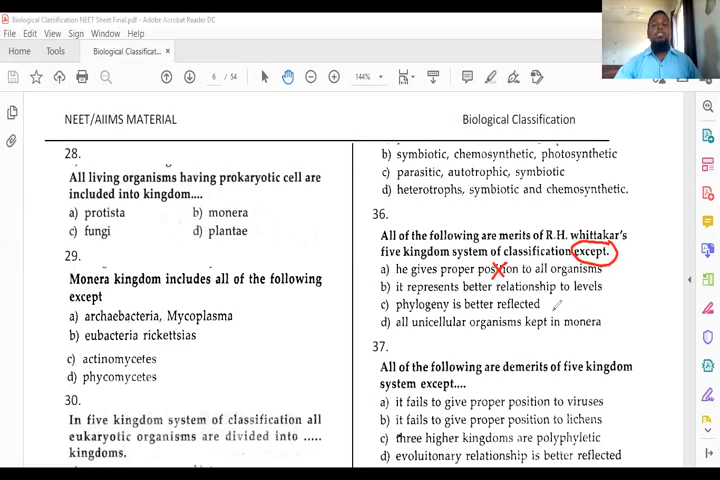 Biological Classification NEET Sheet Final.pdf - Adobe Acrobat Reader DC
File Edit View Sign Window Help
Home Tools Biological Classificat... ×
6 / 54 144%
NEET/AIIMS MATERIAL
28.
All living organisms having prokaryotic cell are
included into kingdom....
a) protista b) monera
c) fungi d) plantae
29.
Monera kingdom includes all of the following
except
a) archaebacteria, Mycoplasma
b) eubacteria rickettsias
c) actinomycetes
d) phycomycetes
30.
In five kingdom system of classification all
eukaryotic organisms are divided into .....
kingdoms.
Biological Classification
b) symbiotic, chemosynthetic, photosynthetic
c) parasitic, autotrophic, symbiotic
d) heterotrophs, symbiotic and chemosynthetic.
36.
All of the following are merits of R.H. whittakar's
five kingdom system of classification except.
a) he gives proper position to all organisms
b) it represents better relationship to levels
c) phylogeny is better reflected
d) all unicellular organisms kept in monera
37.
All of the following are demerits of five kingdom
system except....
a) it fails to give proper position to viruses
b) it fails to give proper position to lichens
c) three higher kingdoms are polyphyletic
d) evoluitonary relationship is better reflected